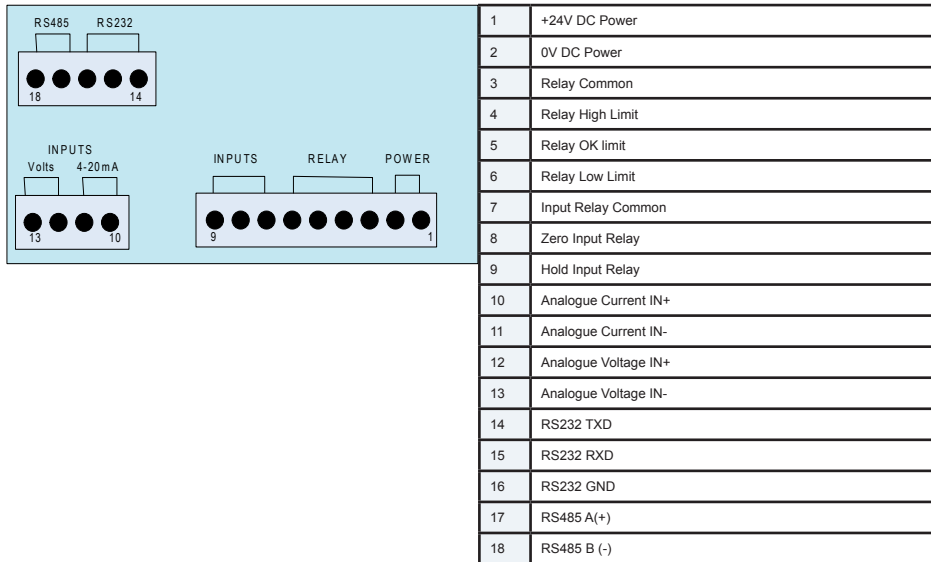 RS485 RS232
18 14
INPUTS
Volts 4-20mA
13 10
INPUTS RELAY POWER
9 1
1 +24V DC Power
2 0V DC Power
3 Relay Common
4 Relay High Limit
5 Relay OK limit
6 Relay Low Limit
7 Input Relay Common
8 Zero Input Relay
9 Hold Input Relay
10 Analogue Current IN+
11 Analogue Current IN-
12 Analogue Voltage IN+
13 Analogue Voltage IN-
14 RS232 TXD
15 RS232 RXD
16 RS232 GND
17 RS485 A(+)
18 RS485 B (-)